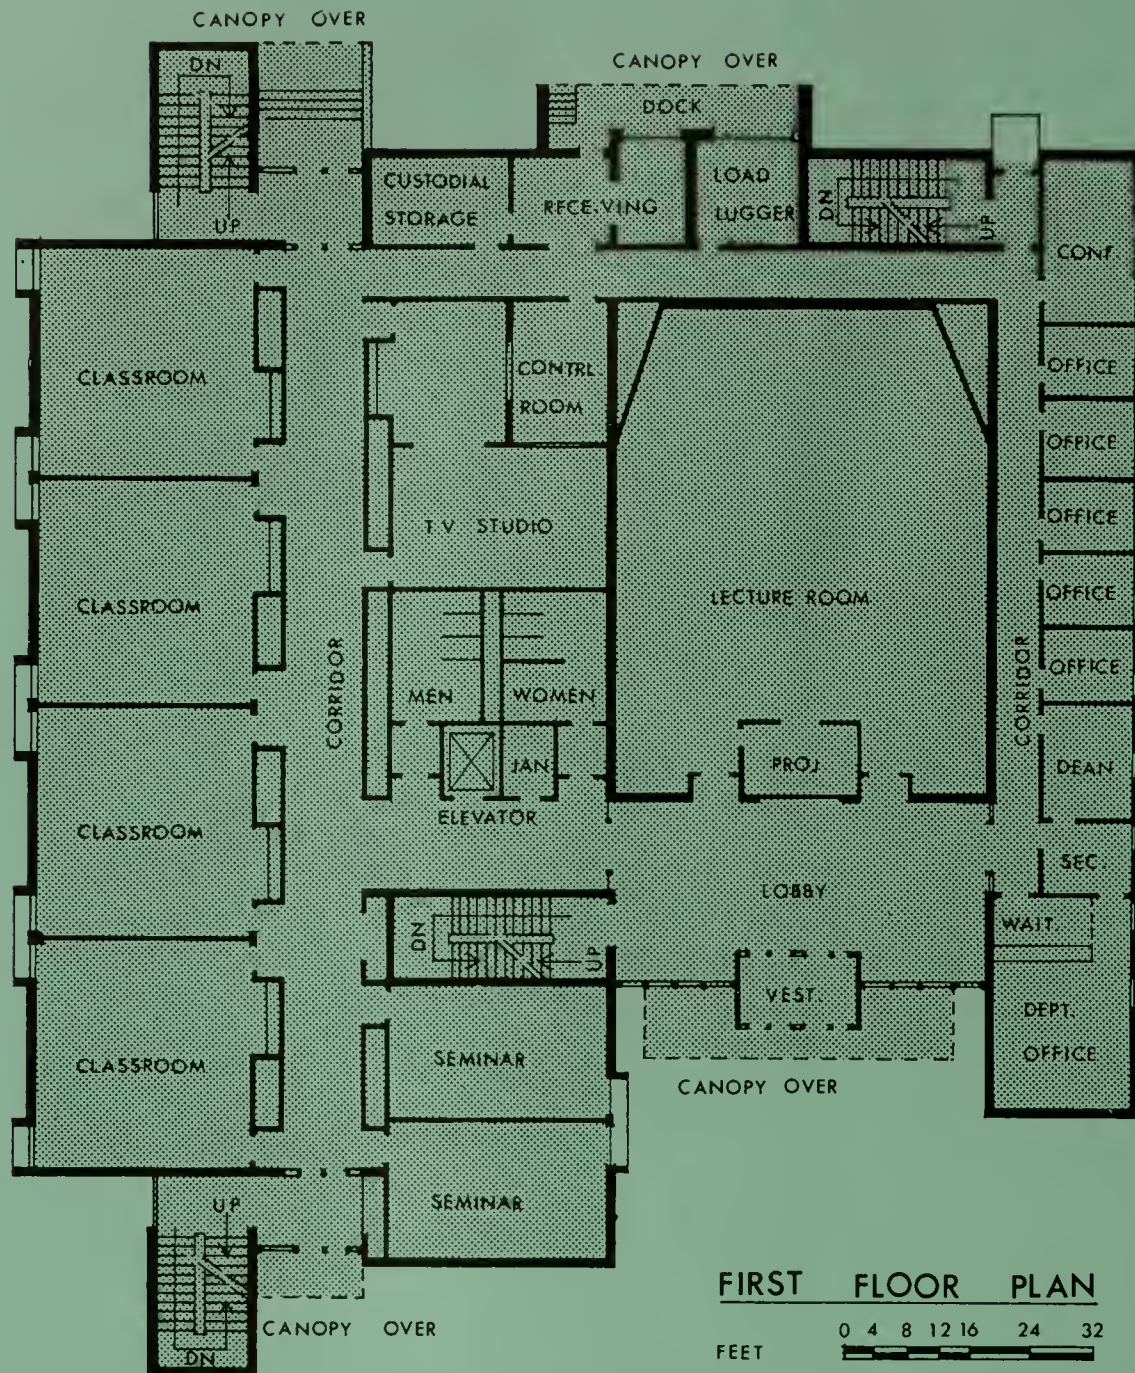 CANOPY OVER
CANOPY OVER
DN
DOCK
CUSTODIAL
STORAGE
RECEIVING
LOAD
LUGGER
DN
UP
UP
CONF
CLASSROOM
CONTRL
ROOM
OFFICE
OFFICE
T.V. STUDIO
OFFICE
CLASSROOM
LECTURE ROOM
OFFICE
CORRIDOR
MEN
WOMEN
OFFICE
CORRIDOR
JAN
PROJ
DEAN
ELEVATOR
CLASSROOM
SEC
LOBBY
DN
UP
WAIT.
VEST.
DEPT.
OFFICE
CLASSROOM
SEMINAR
CANOPY OVER
SEMINAR
UP
DN
CANOPY OVER
FIRST FLOOR PLAN
0 4 8 12 16 24 32
FEET